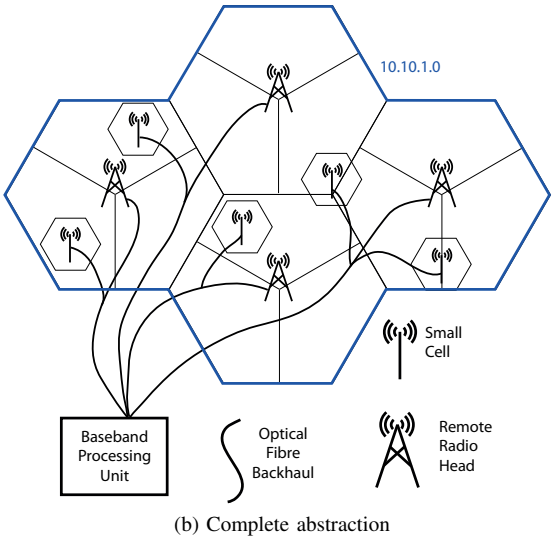 10.10.1.0
Small
Cell
Baseband
Processing
Unit
Optical
Fibre
Backhaul
Remote
Radio
Head
(b) Complete abstraction